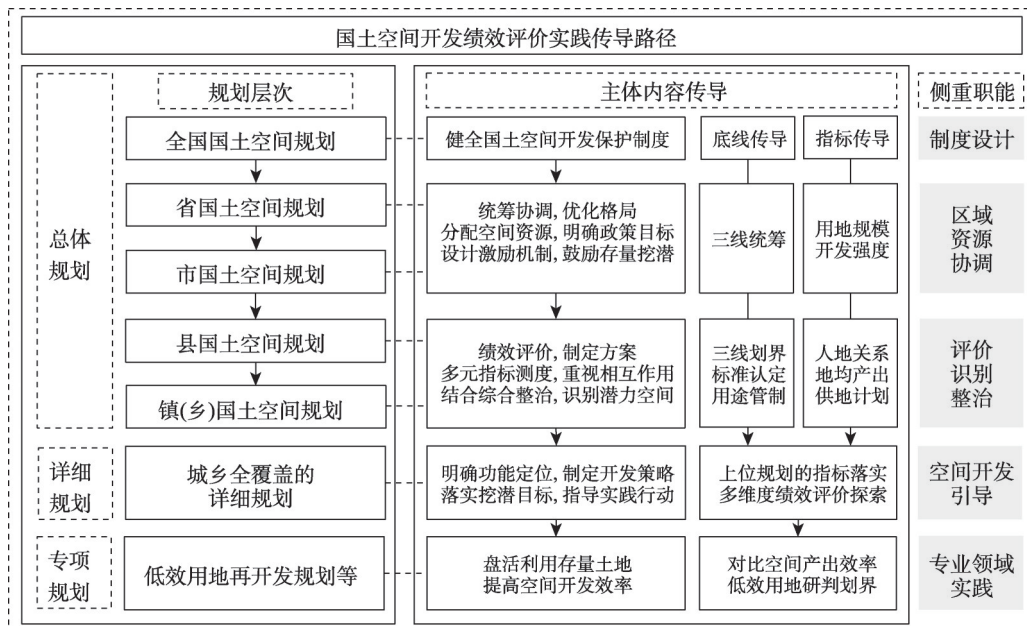 国土空间开发绩效评价实践传导路径
规划层次
主体内容传导
侧重职能
总体
规划
全国国土空间规划
健全国土空间开发保护制度
底线传导
指标传导
制度设计
省国土空间规划
市国土空间规划
统筹协调, 优化格局
分配空间资源, 明确政策目标
设计激励机制, 鼓励存量挖潜
三线统筹
用地规模
开发强度
区域
资源
协调
县国土空间规划
镇(乡)国土空间规划
绩效评价, 制定方案
多元指标测度, 重视相互作用
结合综合整治, 识别潜力空间
三线划界
标准认定
用途管制
人地关系
地均产出
供地计划
评价
识别
整治
详细
规划
城乡全覆盖的
详细规划
明确功能定位, 制定开发策略
落实挖潜目标, 指导实践行动
上位规划的指标落实
多维度绩效评价探索
空间开发
引导
专项
规划
低效用地再开发规划等
盘活利用存量土地
提高空间开发效率
对比空间产出效率
低效用地研判划界
专业领域
实践